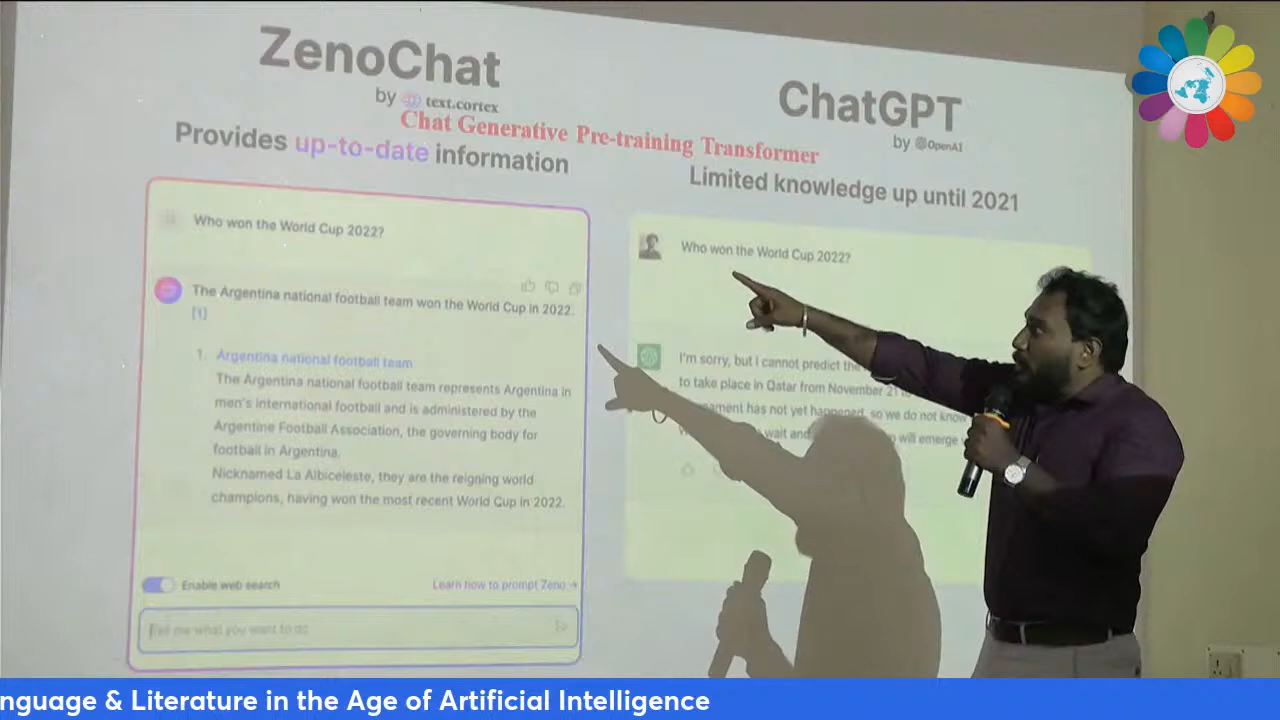 ZenoChat
by text.cortex
Chat Generative Pre-training Transformer
Provides up-to-date information
Who won the World Cup 2022?
The Argentina national football team won the World Cup in 2022.
[1]
1. Argentina national football team
The Argentina national football team represents Argentina in
men's international football and is administered by the
Argentine Football Association, the governing body for
football in Argentina.
Nicknamed La Albiceleste, they are the reigning world
champions, having won the most recent World Cup in 2022.
Enable web search
Learn how to prompt Zeno →
Tell me what you want to do
ChatGPT
by OpenAI
Limited knowledge up until 2021
Who won the World Cup 2022?
I'm sorry, but I cannot predict the
to take place in Qatar from November 21
has not yet happened, so we do not know
wait and will emerge
nguage & Literature in the Age of Artificial Intelligence